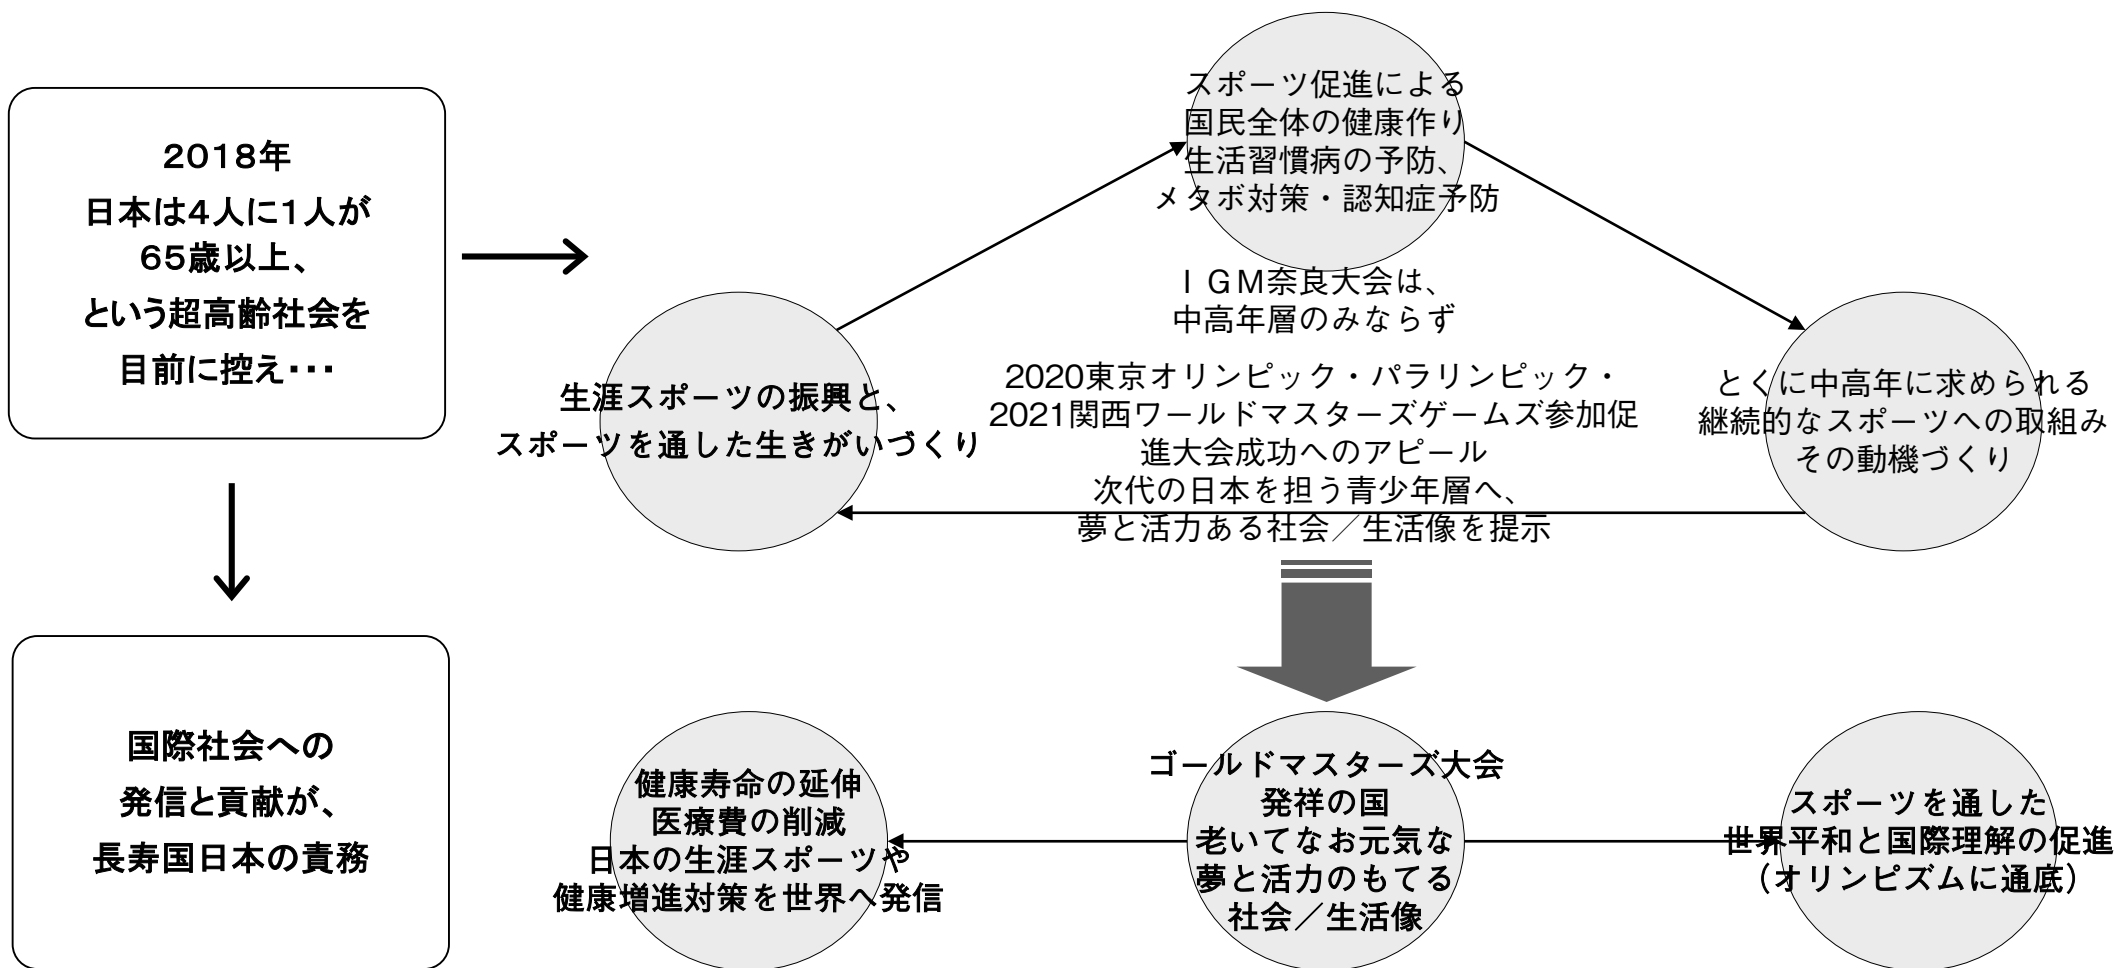 2018年
日本は4人に1人が
65歳以上、
という超高齢社会を
目前に控え･･･
スポーツ促進による
国民全体の健康作り
生活習慣病の予防、
メタボ対策・認知症予防
ＩＧＭ奈良大会は、
中高年層のみならず
2020東京オリンピック・パラリンピック・
2021関西ワールドマスターズゲームズ参加促
進大会成功へのアピール
次代の日本を担う青少年層へ、
夢と活力ある社会／生活像を提示
生涯スポーツの振興と、
スポーツを通した生きがいづくり
とくに中高年に求められる
継続的なスポーツへの取組み
その動機づくり
国際社会への
発信と貢献が、
長寿国日本の責務
健康寿命の延伸
医療費の削減
日本の生涯スポーツや
健康増進対策を世界へ発信
ゴールドマスターズ大会
発祥の国
老いてなお元気な
夢と活力のもてる
社会／生活像
スポーツを通した
世界平和と国際理解の促進
（オリンピズムに通底）